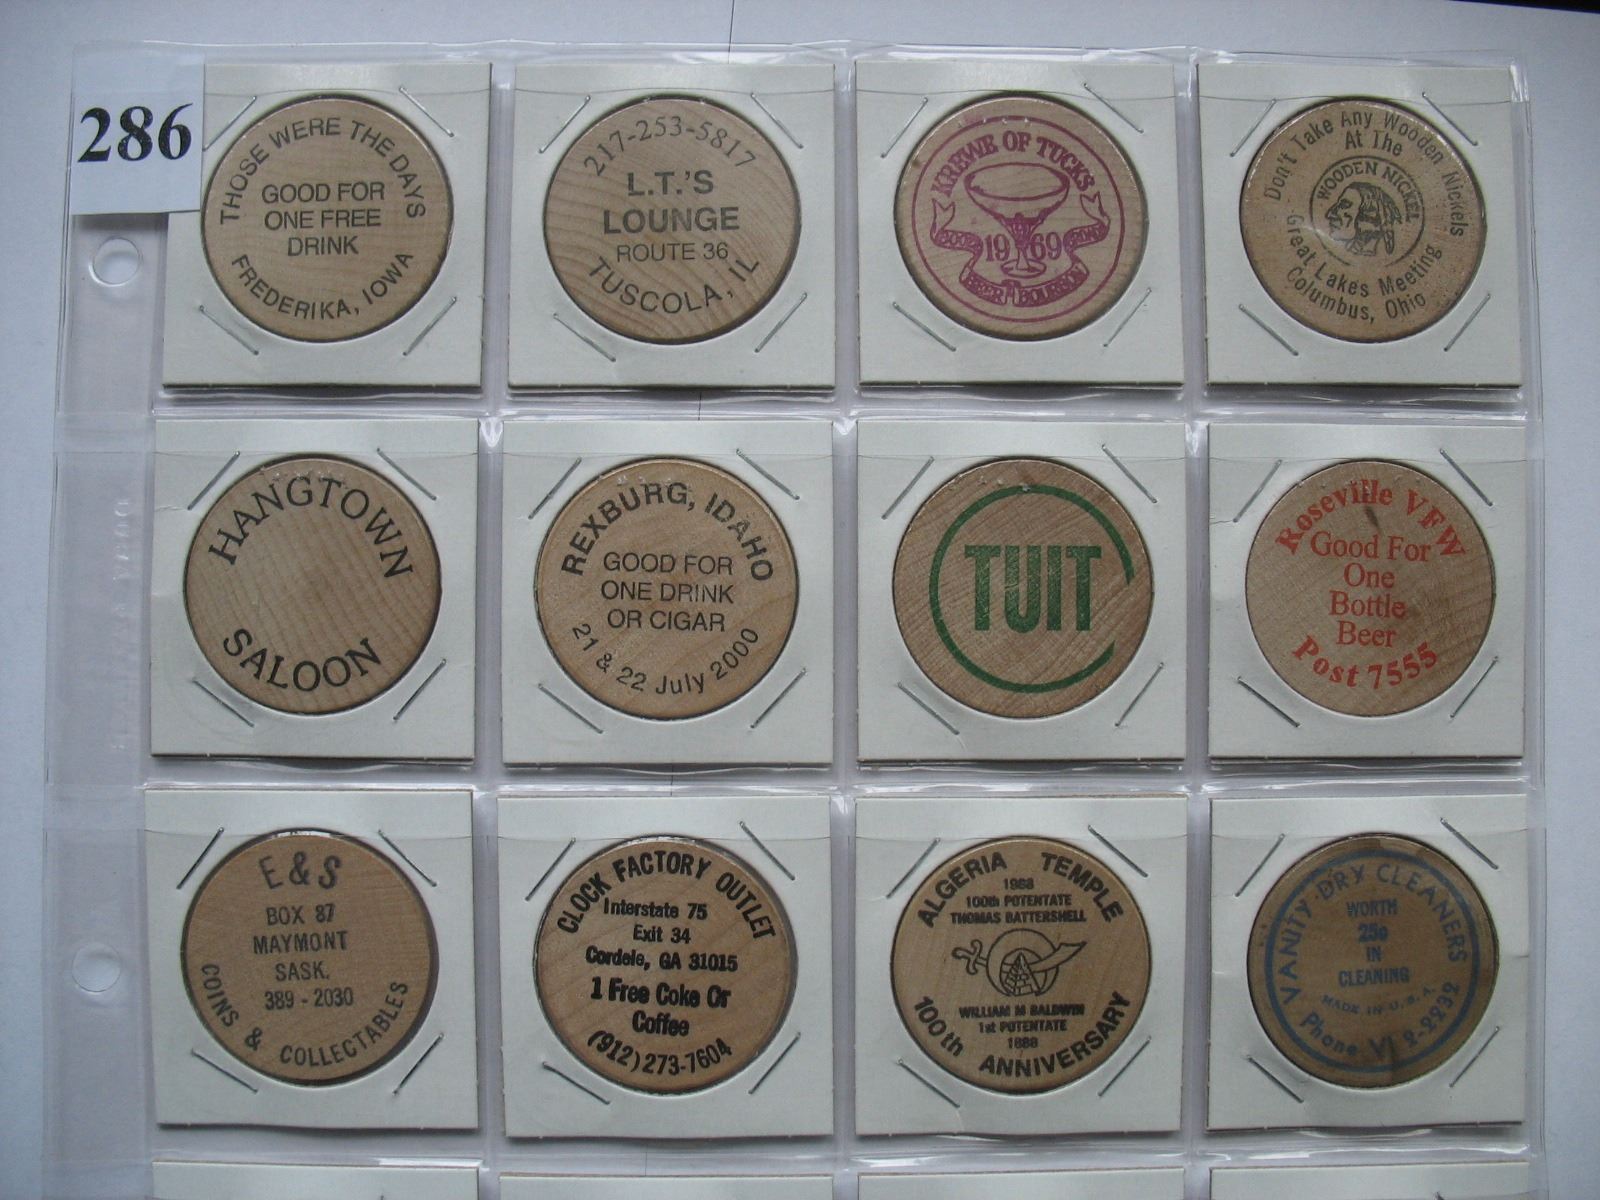 286
THOSE WERE THE DAYS
GOOD FOR
ONE FREE
DRINK
FREDERIKA, IOWA
217-253-5817
L.T.'S
LOUNGE
ROUTE 36
TUSCOLA, IL
KREWE OF TUCKS
1969
BEER BOURBON
Don't Take Any Wooden Nickels
At The
WOODEN NICKEL
Great Lakes Meeting
Columbus, Ohio
HANGTOWN
SALOON
REXBURG, IDAHO
GOOD FOR
ONE DRINK
OR CIGAR
21 & 22 July 2000
TUIT
Roseville VFW
Good For
One
Bottle
Beer
Post 7555
E & S
BOX 87
MAYMONT
SASK.
389 - 2030
COINS & COLLECTABLES
CLOCK FACTORY OUTLET
Interstate 75
Exit 34
Cordele, GA 31015
1 Free Coke Or
Coffee
(912) 273-7604
ALGERIA TEMPLE
1988
100th POTENTATE
THOMAS BATTERSHELL
WILLIAM M BALDWIN
1st POTENTATE
1888
100th ANNIVERSARY
VANITY DRY CLEANERS
WORTH
25¢
IN
CLEANING
MADE IN U.S.A.
Phone VI 2-2232